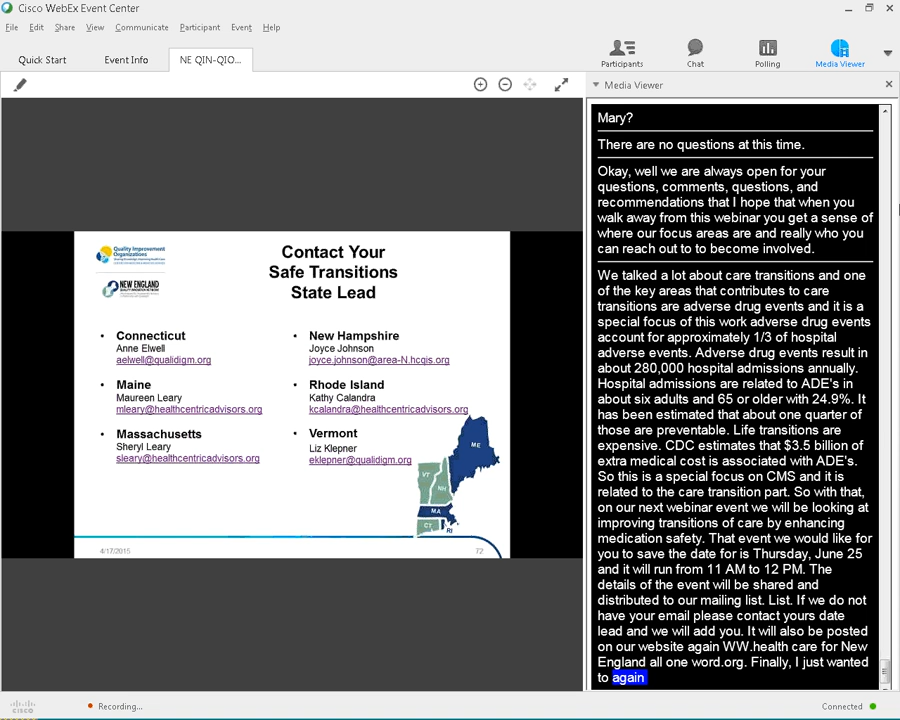 Cisco WebEx Event Center
File Edit Share View Communicate Participant Event Help
Quick Start Event Info NE QIN-QIO...
Participants Chat Polling Media Viewer
Media Viewer
Quality Improvement
Organizations
NEW ENGLAND
Contact Your
Safe Transitions
State Lead
• Connecticut
Anne Elwell
aelwell@qualidigm.org
• Maine
Maureen Leary
mleary@healthcentricadvisors.org
• Massachusetts
Sheryl Leary
sleary@healthcentricadvisors.org
• New Hampshire
Joyce Johnson
joyce.johnson@area-N.hcqis.org
• Rhode Island
Kathy Calandra
kcalandra@healthcentricadvisors.org
• Vermont
Liz Klepner
eklepner@qualidigm.org
ME
VT
NH
MA
CT
RI
4/17/2015 72
Mary?
There are no questions at this time.
Okay, well we are always open for your
questions, comments, questions, and
recommendations that I hope that when you
walk away from this webinar you get a sense of
where our focus areas are and really who you
can reach out to to become involved.
We talked a lot about care transitions and one
of the key areas that contributes to care
transitions are adverse drug events and it is a
special focus of this work adverse drug events
account for approximately 1/3 of hospital
adverse events. Adverse drug events result in
about 280,000 hospital admissions annually.
Hospital admissions are related to ADE's in
about six adults and 65 or older with 24.9%. It
has been estimated that about one quarter of
those are preventable. Life transitions are
expensive. CDC estimates that $3.5 billion of
extra medical cost is associated with ADE's.
So this is a special focus on CMS and it is
related to the care transition part. So with that,
on our next webinar event we will be looking at
improving transitions of care by enhancing
medication safety. That event we would like for
you to save the date for is Thursday, June 25
and it will run from 11 AM to 12 PM. The
details of the event will be shared and
distributed to our mailing list. List. If we do not
have your email please contact yours date
lead and we will add you. It will also be posted
on our website again WW.health care for New
England all one word.org. Finally, I just wanted
to again
cisco Recording... Connected